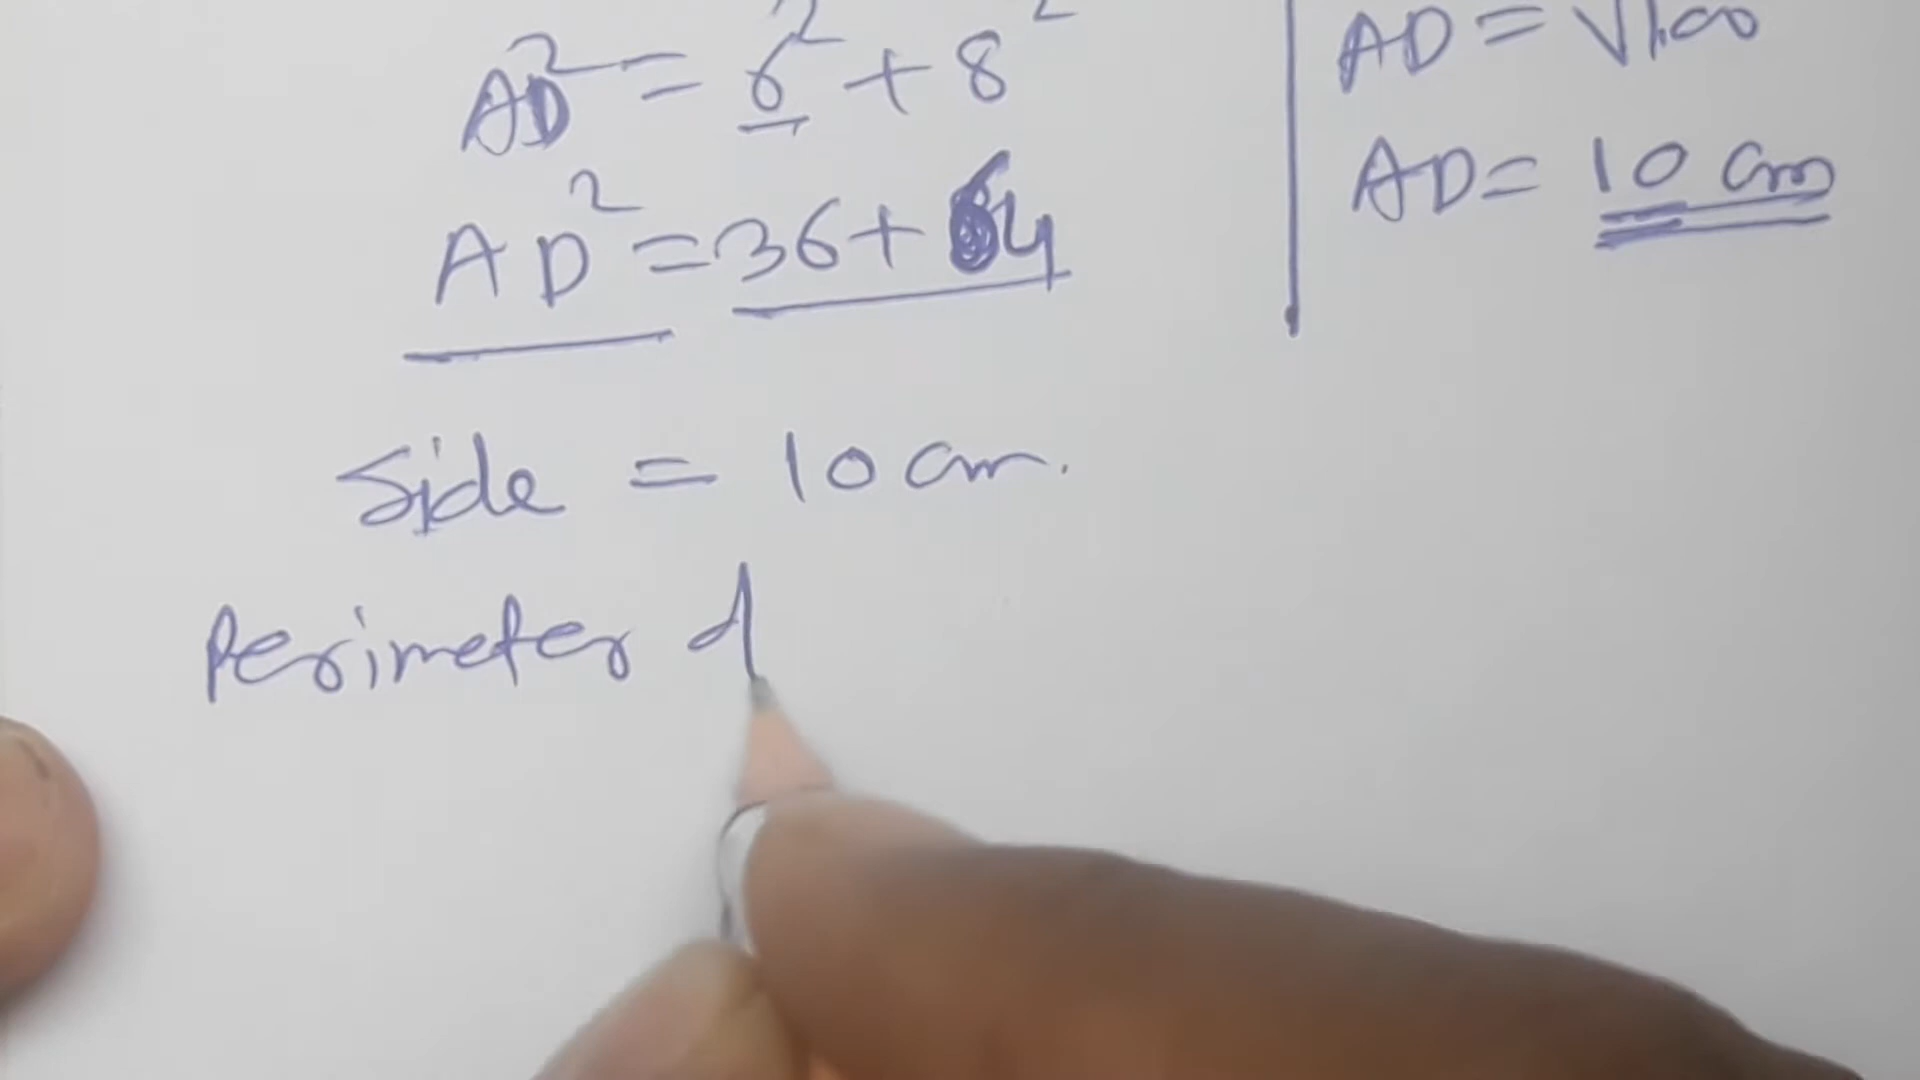 AD² = 6² + 8²
AD² = 36 + 64
Side = 10 cm.
Perimeter of
AD = √100
AD = 10 cm